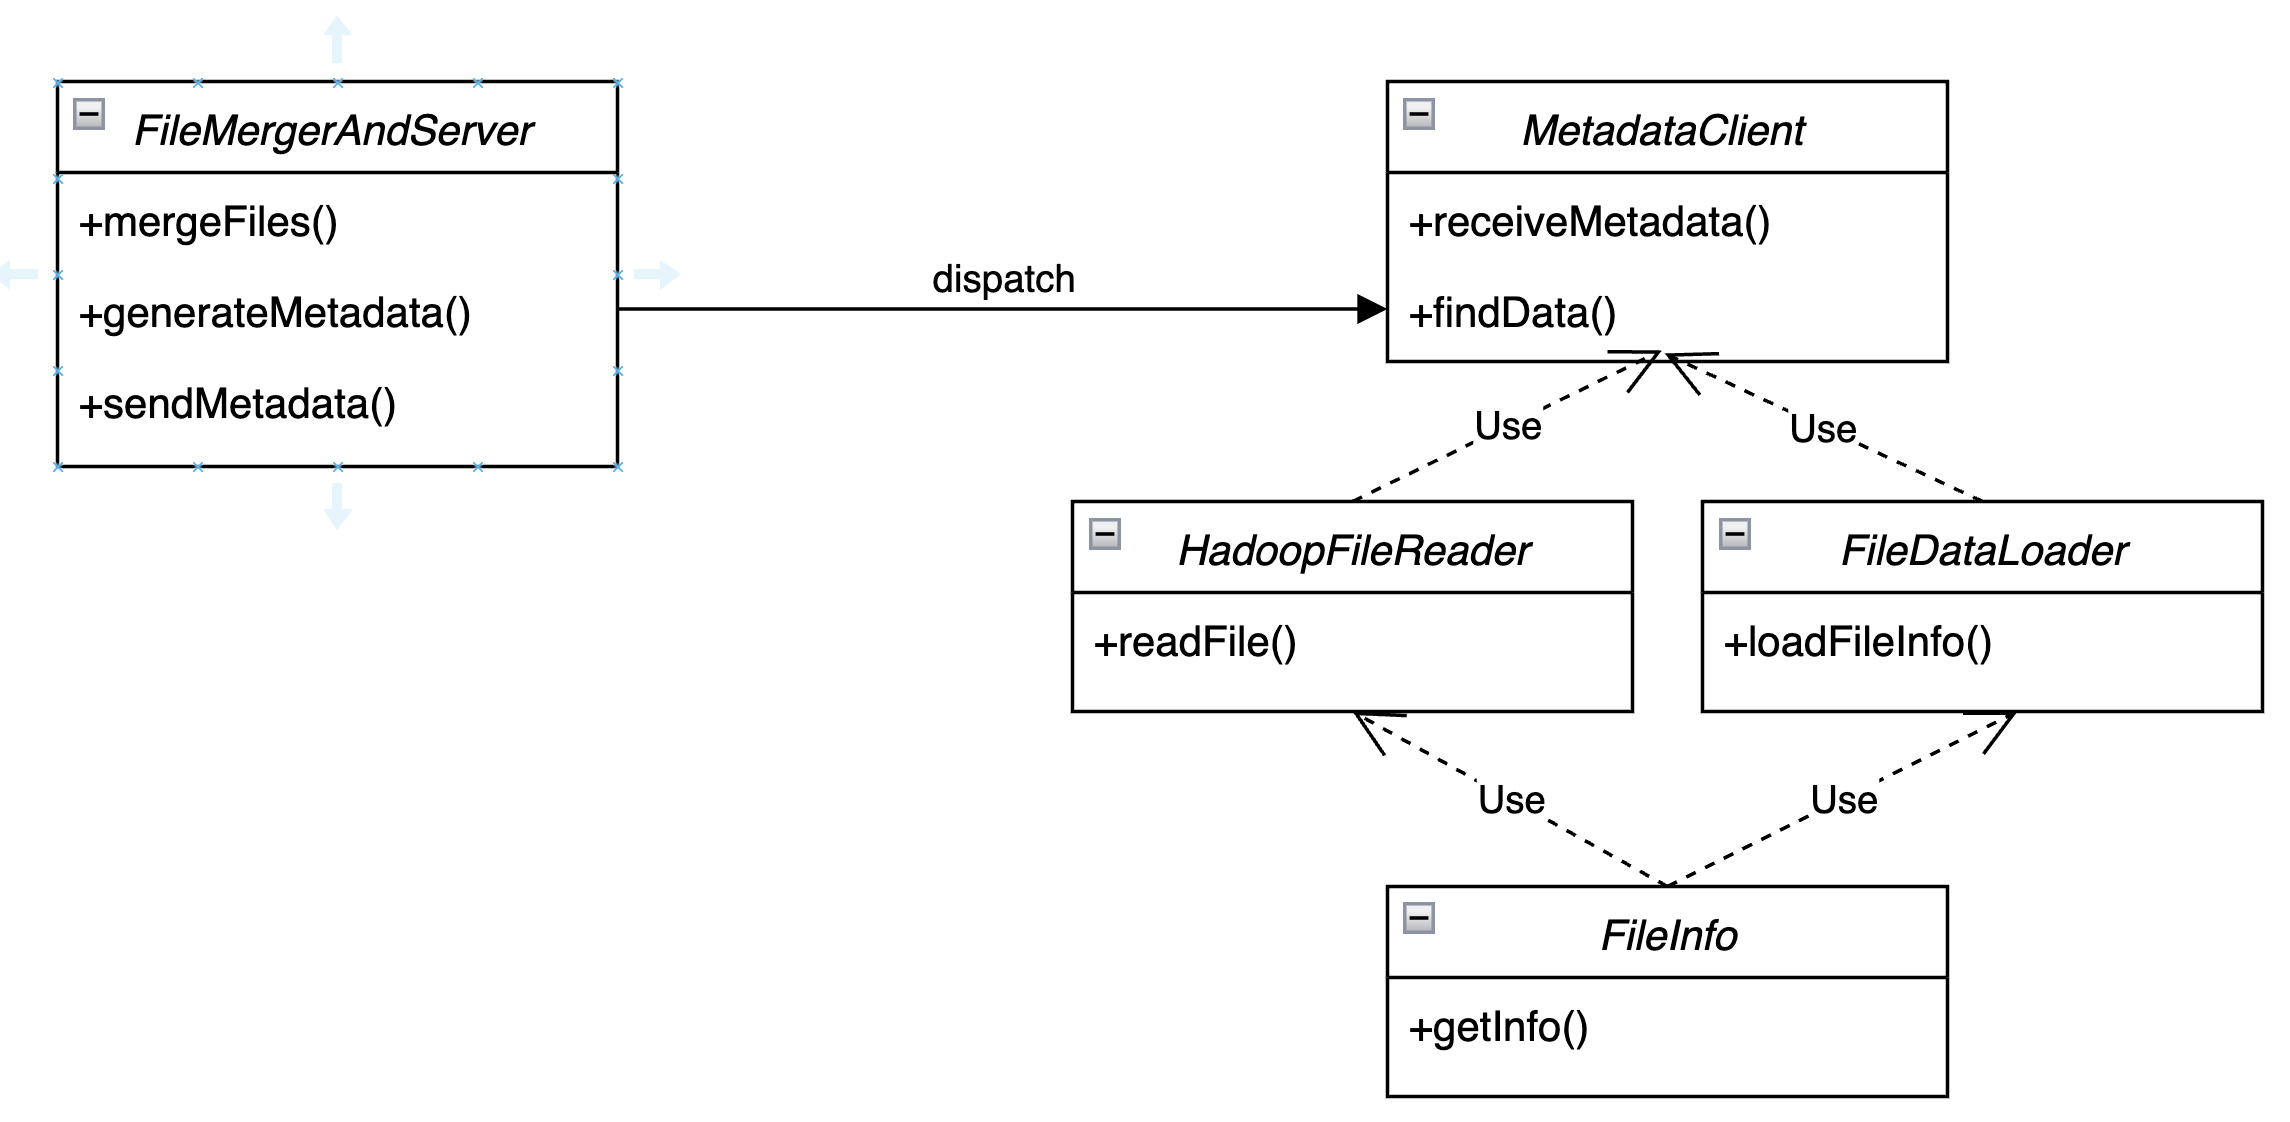 FileMergerAndServer
+mergeFiles()
+generateMetadata()
+sendMetadata()
dispatch
MetadataClient
+receiveMetadata()
+findData()
Use
Use
HadoopFileReader
+readFile()
FileDataLoader
+loadFileInfo()
Use
Use
FileInfo
+getInfo()